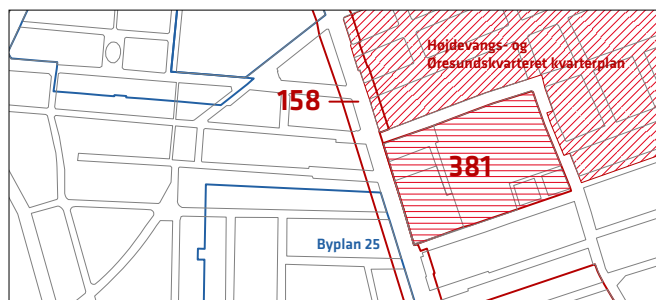 Højdevangs- og
Øresundskvarteret kvarterplan
158
381
Byplan 25